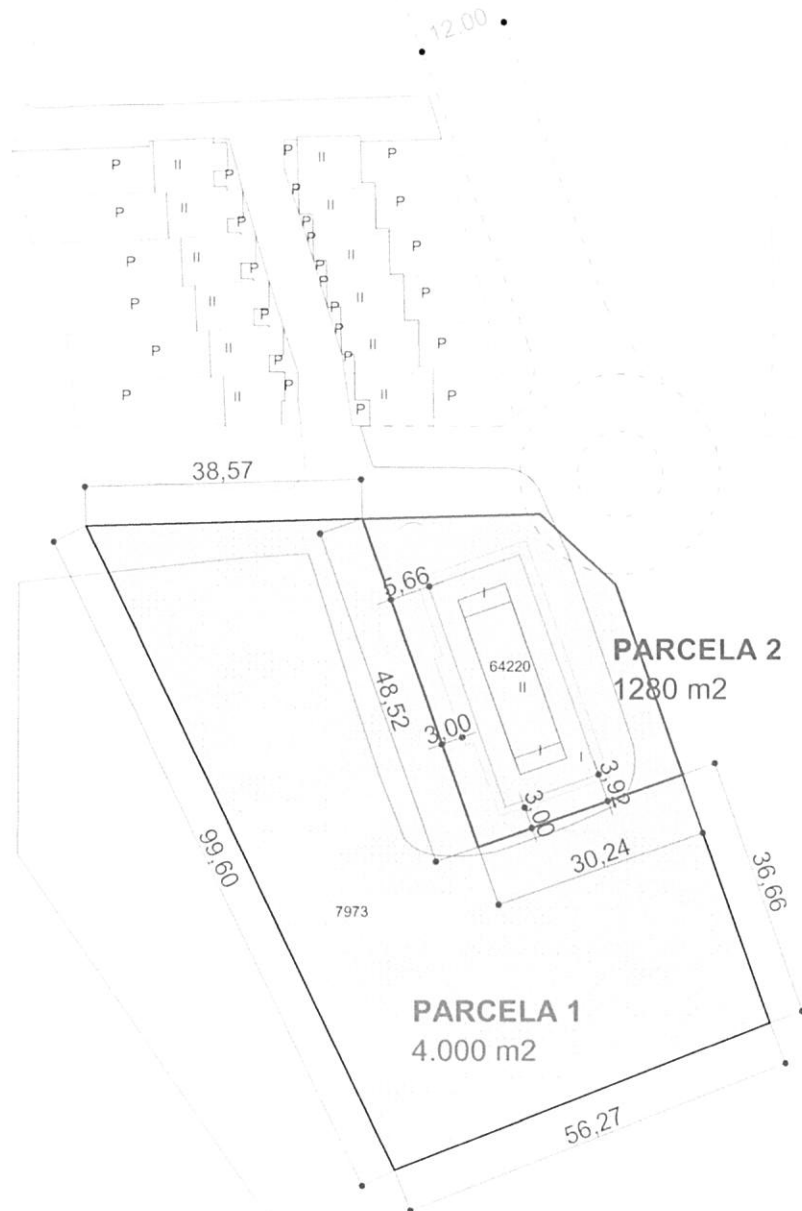 12.00
P II P II P
P
P
P II II P
P P
P
P II II P
P P
P
P II II P
P P
P
P II II P
P P
P
P II II P
P
38,57
5,66
PARCELA 2
64220
1280 m2
II
48,52
3,00
I
I
I
3,92
3,00
30,24
99,60
36,66
7973
PARCELA 1
4.000 m2
56,27